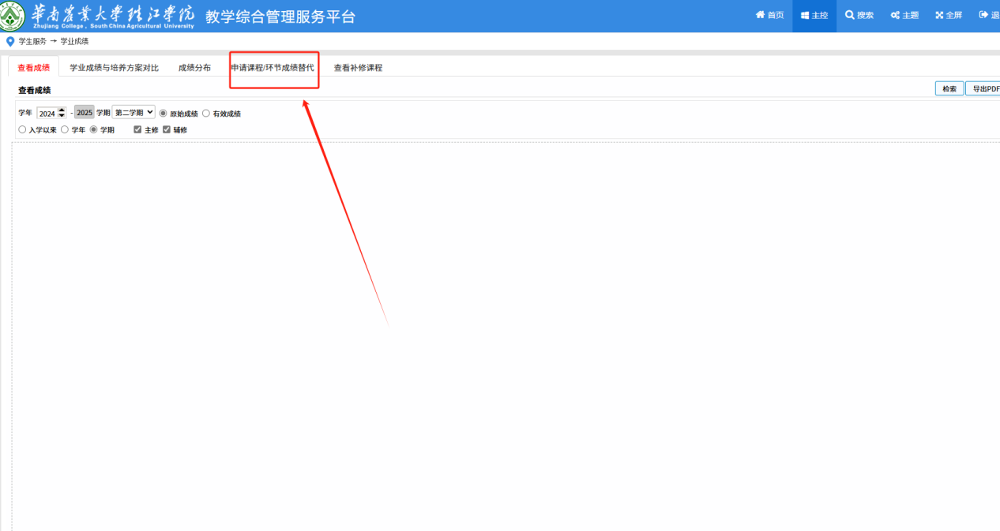 華南農業大學珠江學院 教学综合管理服务平台 首页 主控 搜索 主题 全屏 退
Zhujiang College, South China Agricultural University
学生服务 → 学业成绩
查看成绩 学业成绩与培养方案对比 成绩分布 申请课程/环节成绩替代 查看补修课程
查看成绩 检索 导出PDF
学年 2024 - 2025 学期 第二学期 原始成绩 有效成绩
入学以来 学年 学期 主修 辅修